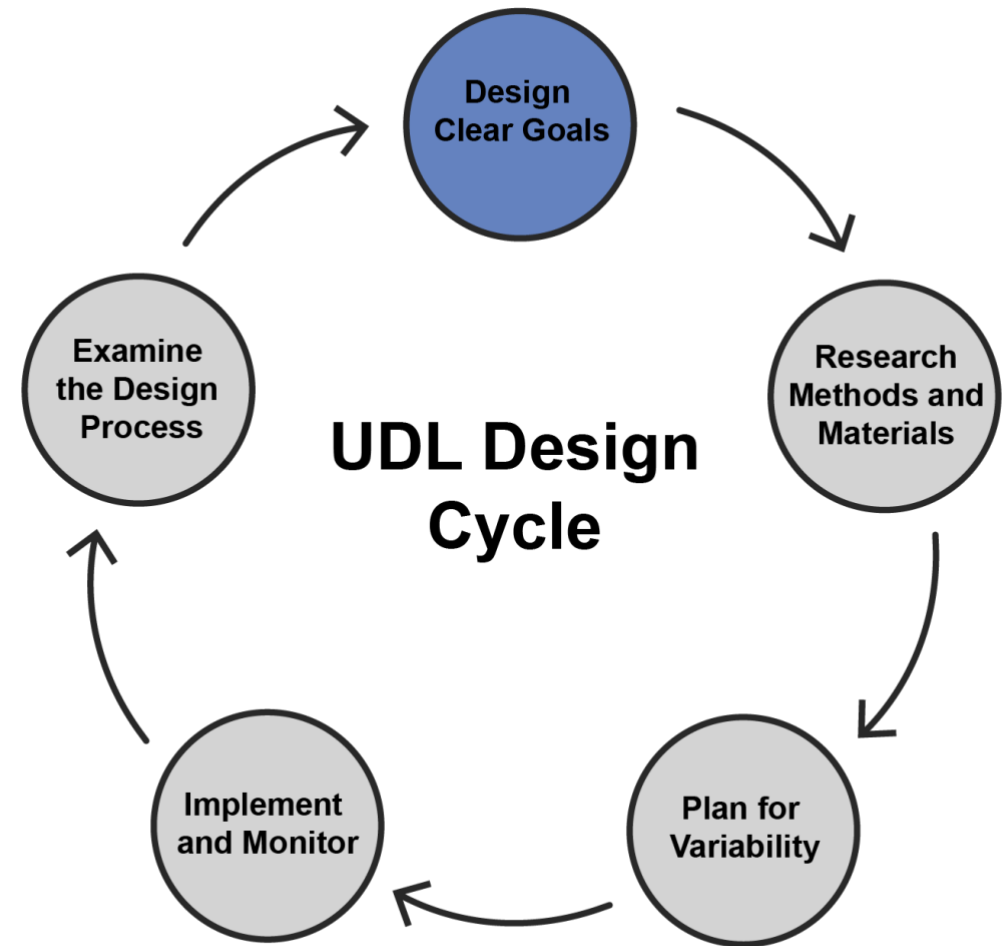 Design
Clear Goals
Research
Methods and
Materials
Plan for
Variability
Implement
and Monitor
Examine
the Design
Process
UDL Design
Cycle